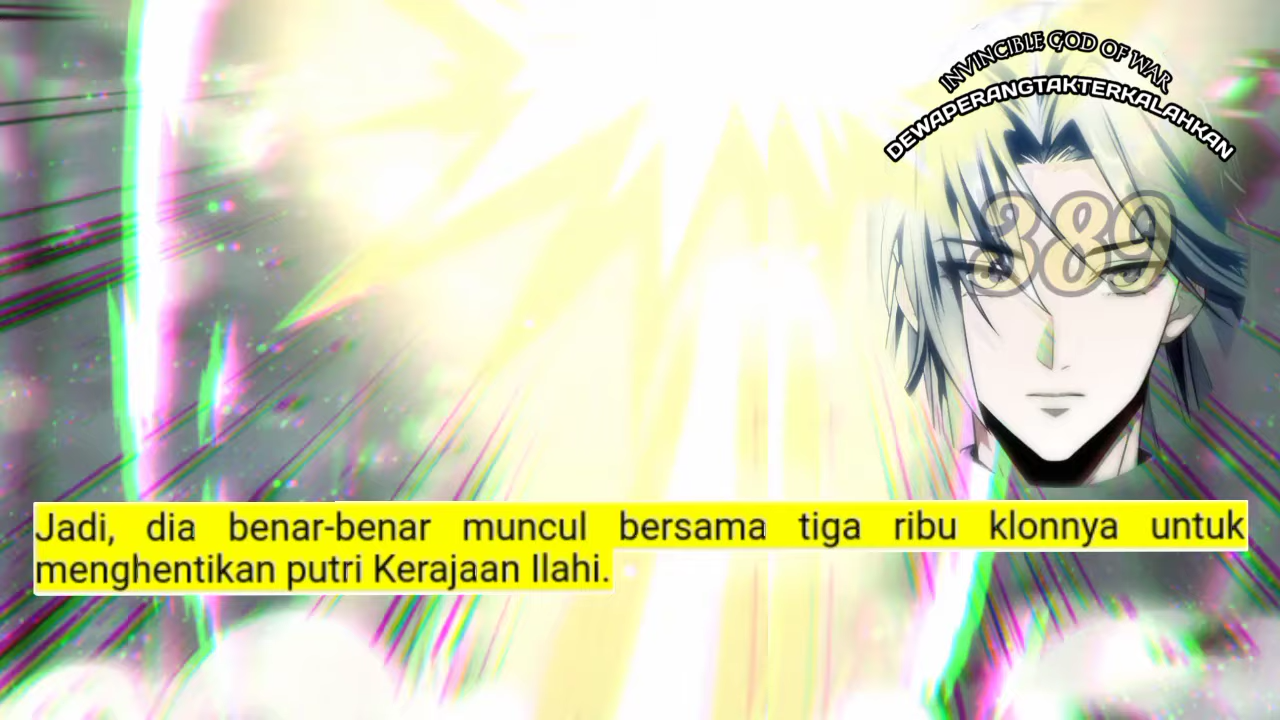 INVINCIBLE GOD OF WAR
DEWAPERANGTAKTERKALAHKAN
389
Jadi, dia benar-benar muncul bersama tiga ribu klonnya untuk
menghentikan putri Kerajaan Ilahi.